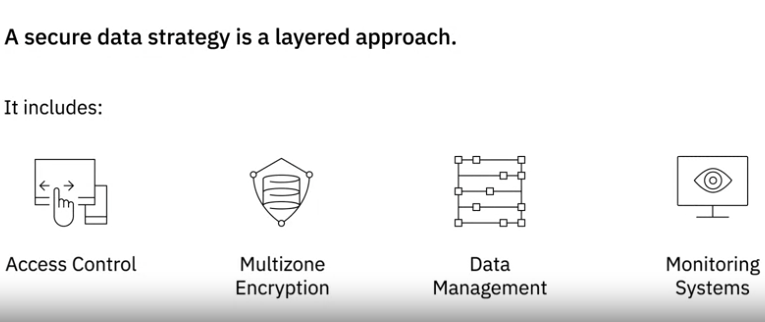 A secure data strategy is a layered approach.
It includes:
Access Control
Multizone
Encryption
Data
Management
Monitoring
Systems